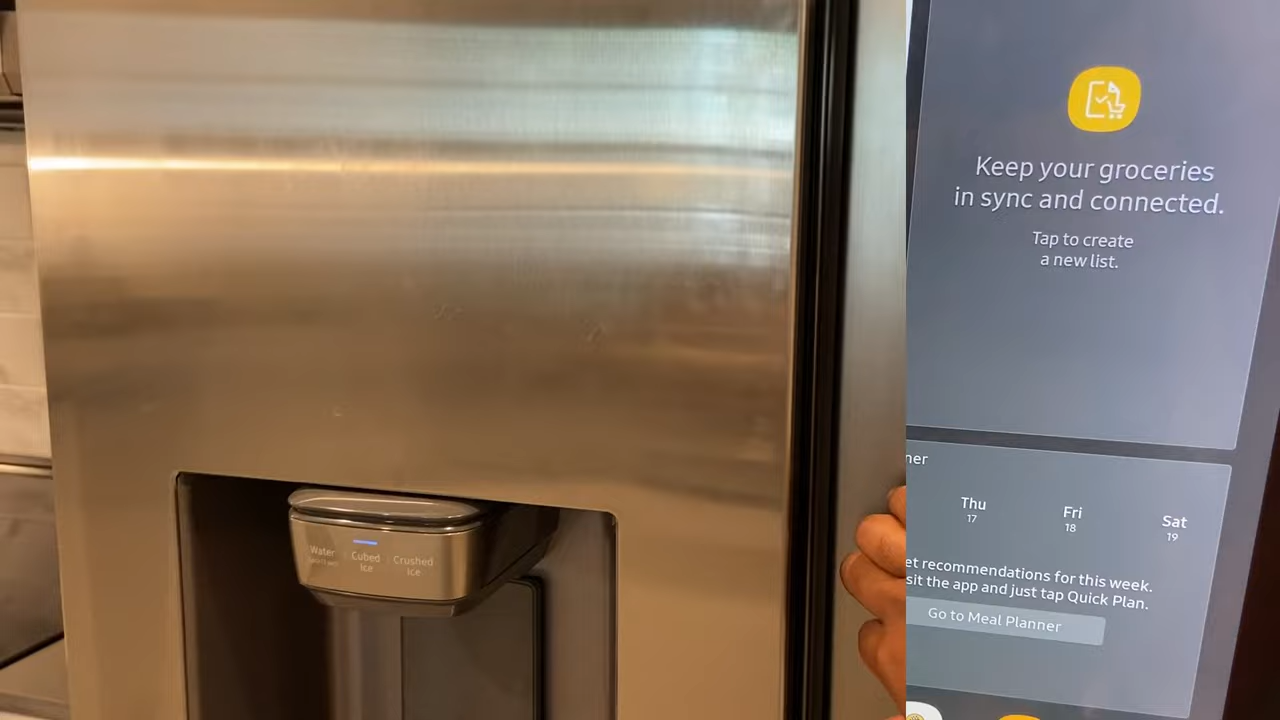 Water
Cubed
Ice
Crushed
Ice
Keep your groceries
in sync and connected.
Tap to create
a new list.
ner
Thu
17
Fri
18
Sat
19
et recommendations for this week.
sit the app and just tap Quick Plan.
Go to Meal Planner